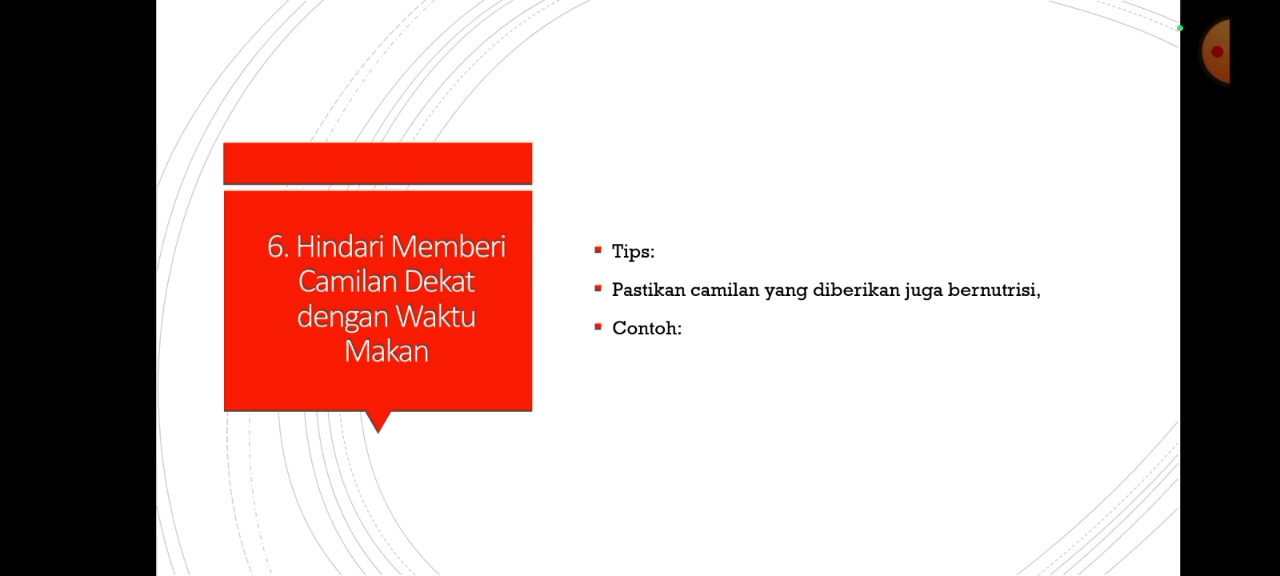 6. Hindari Memberi
Camilan Dekat
dengan Waktu
Makan
Tips:
Pastikan camilan yang diberikan juga bernutrisi,
Contoh: